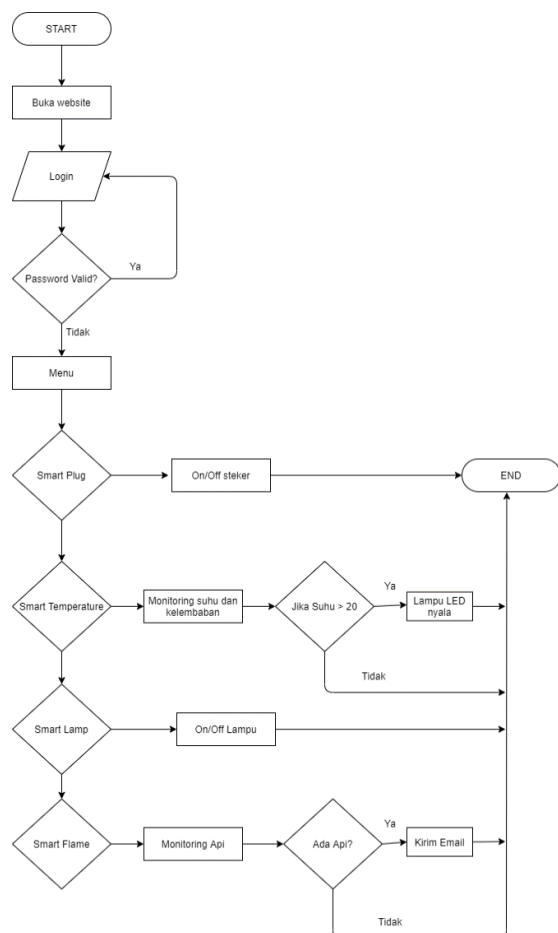 START
Buka website
Login
Password Valid?
Ya
Tidak
Menu
Smart Plug
On/Off steker
END
Smart Temperature
Monitoring suhu dan
kelembaban
Jika Suhu > 20
Ya
Lampu LED
nyala
Tidak
Smart Lamp
On/Off Lampu
Smart Flame
Monitoring Api
Ada Api?
Ya
Kirim Email
Tidak